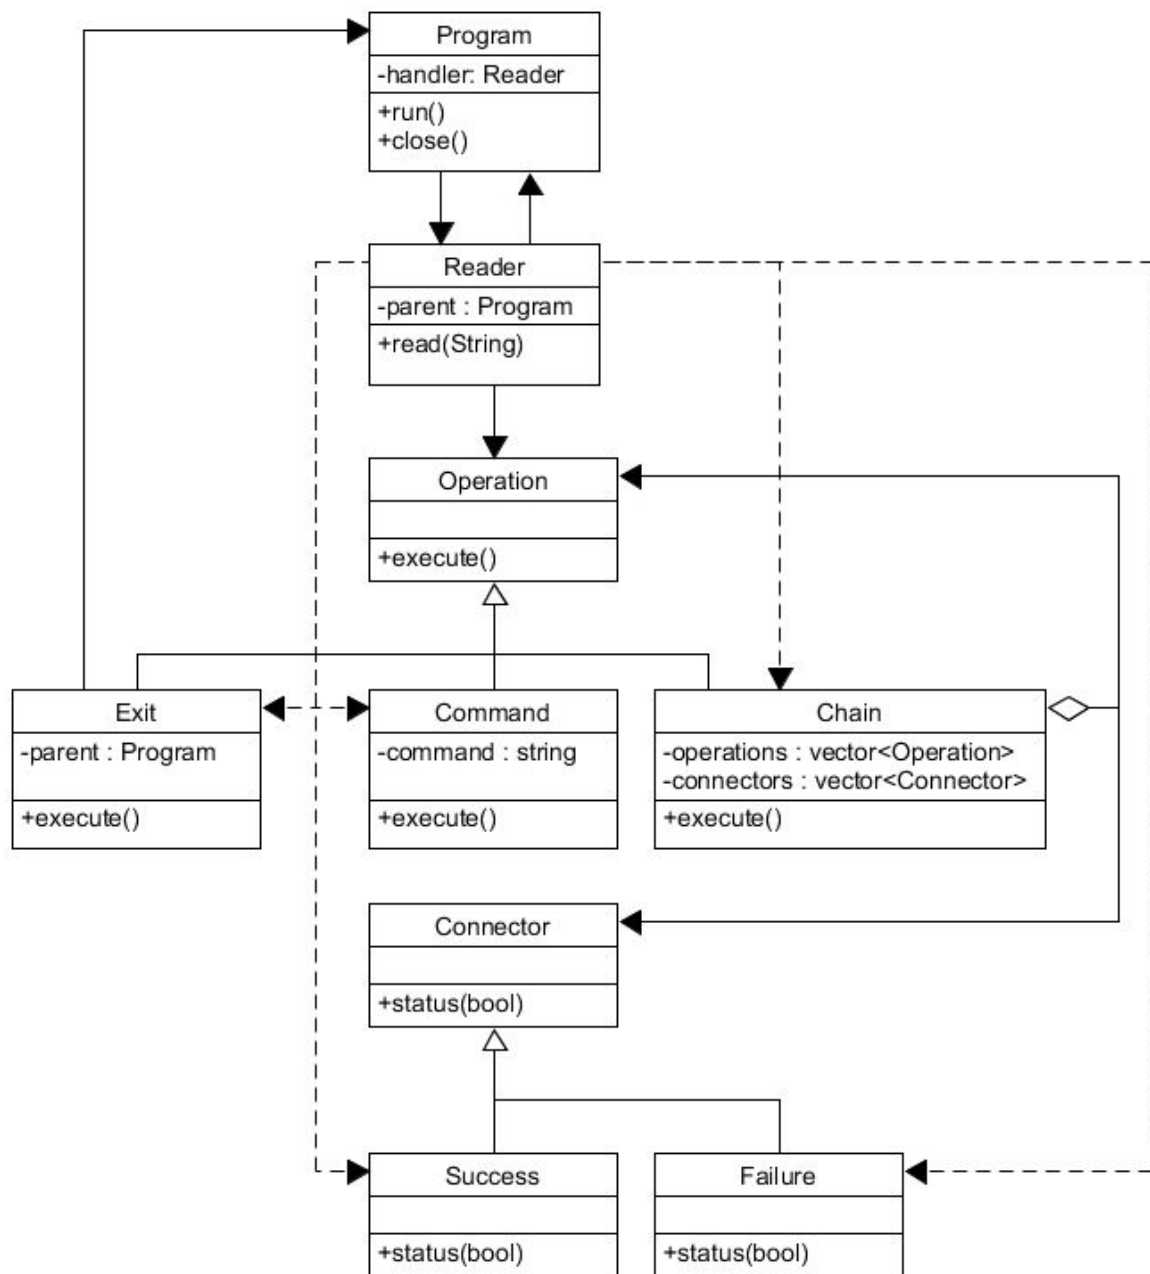 Program
-handler: Reader
+run()
+close()
Reader
-parent : Program
+read(String)
Operation
+execute()
Exit
-parent : Program
+execute()
Command
-command : string
+execute()
Chain
-operations : vector<Operation>
-connectors : vector<Connector>
+execute()
Connector
+status(bool)
Success
+status(bool)
Failure
+status(bool)